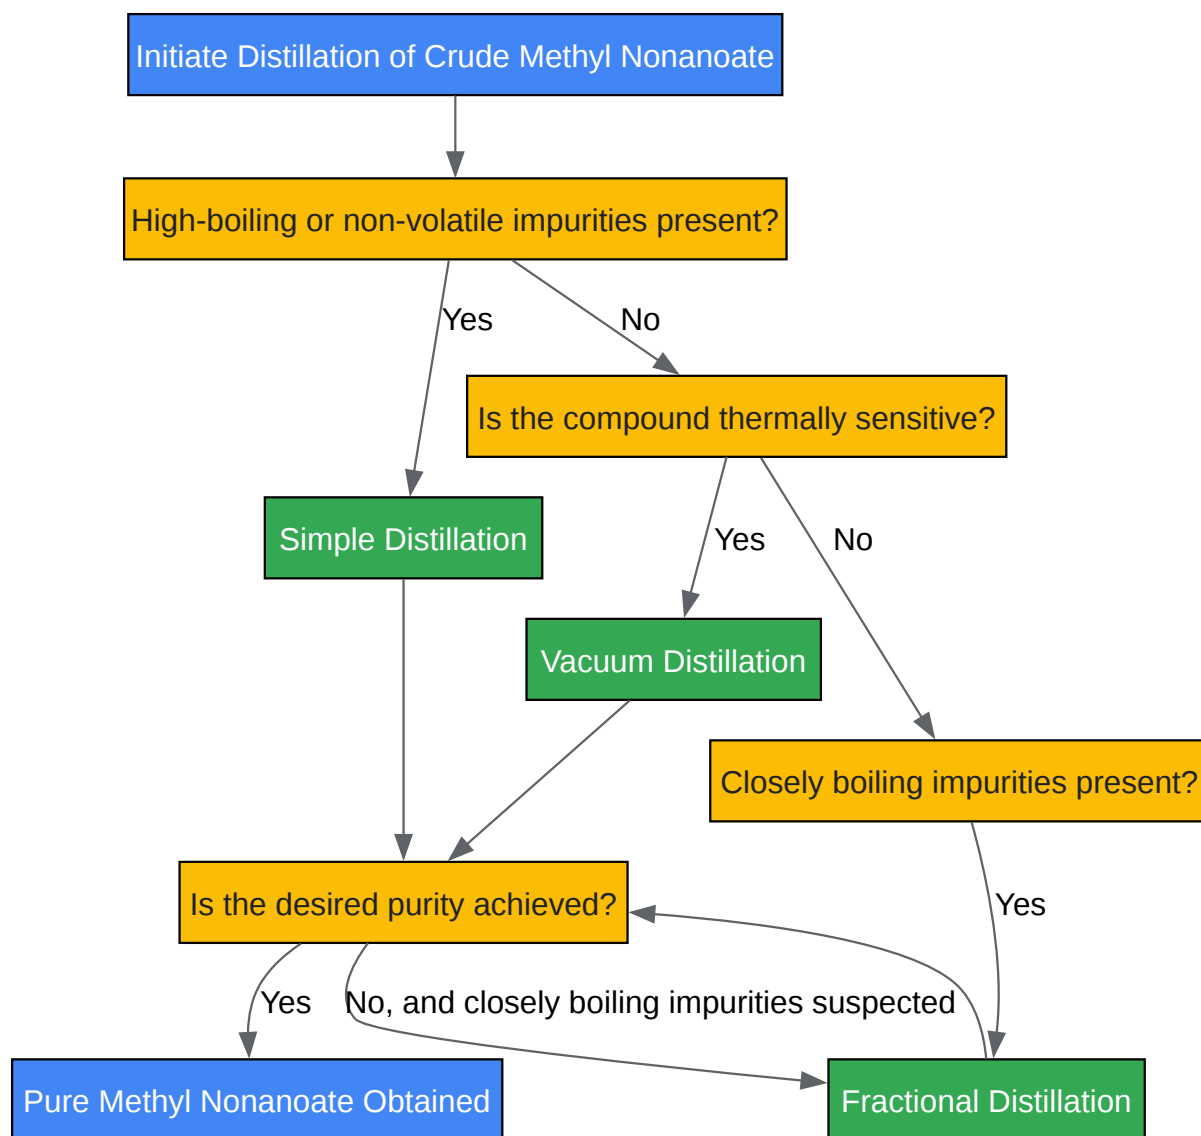 Initiate Distillation of Crude Methyl Nonanoate
High-boiling or non-volatile impurities present?
Yes
No
Is the compound thermally sensitive?
Simple Distillation
Yes
No
Vacuum Distillation
Closely boiling impurities present?
Is the desired purity achieved?
Yes
Yes
No, and closely boiling impurities suspected
Pure Methyl Nonanoate Obtained
Fractional Distillation